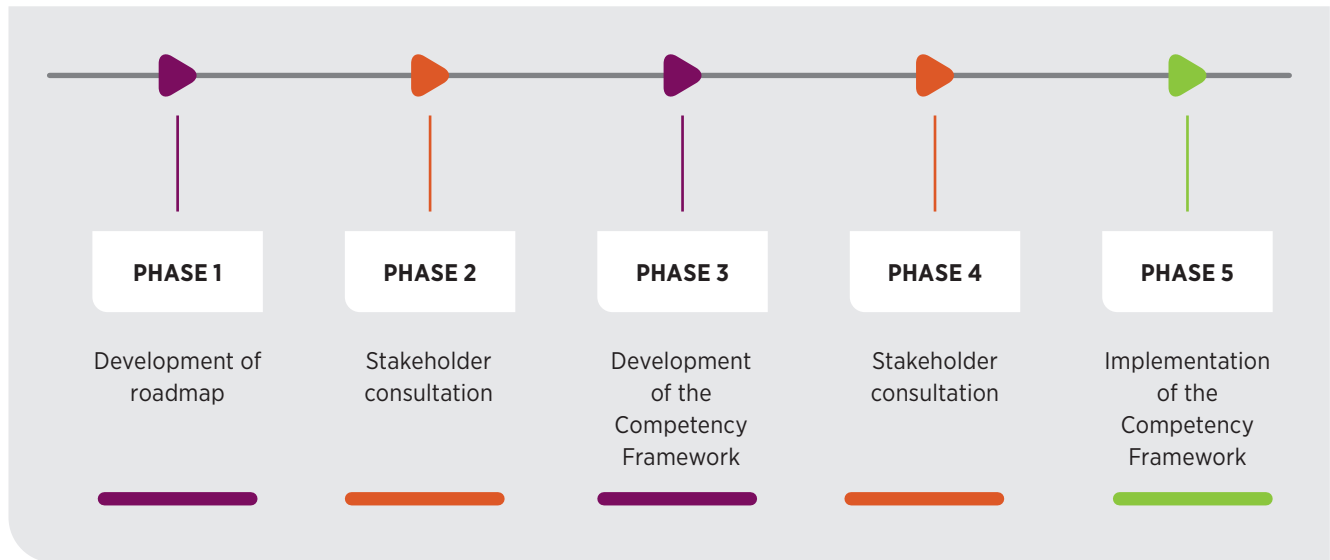 PHASE 1
Development of
roadmap
PHASE 2
Stakeholder
consultation
PHASE 3
Development
of the
Competency
Framework
PHASE 4
Stakeholder
consultation
PHASE 5
Implementation
of the
Competency
Framework